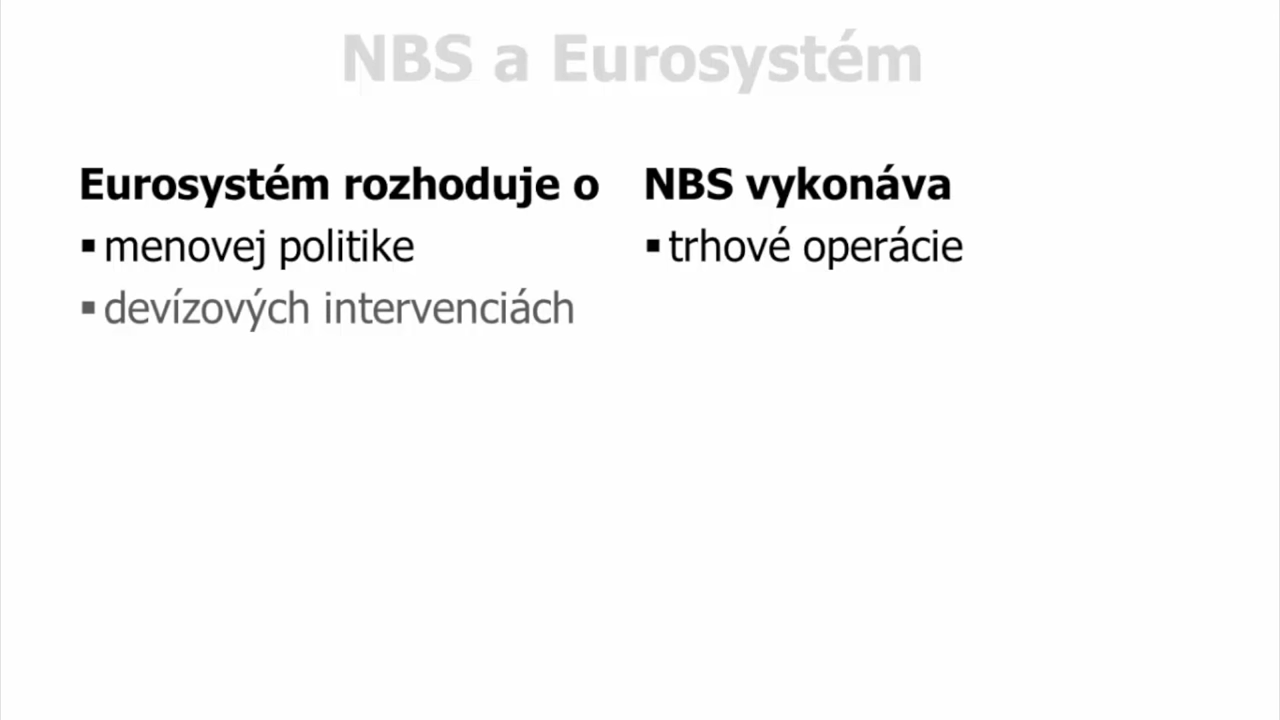 NBS a Eurosystém
Eurosystém rozhoduje o
▪ menovej politike
▪ devízových intervenciách
NBS vykonáva
▪ trhové operácie